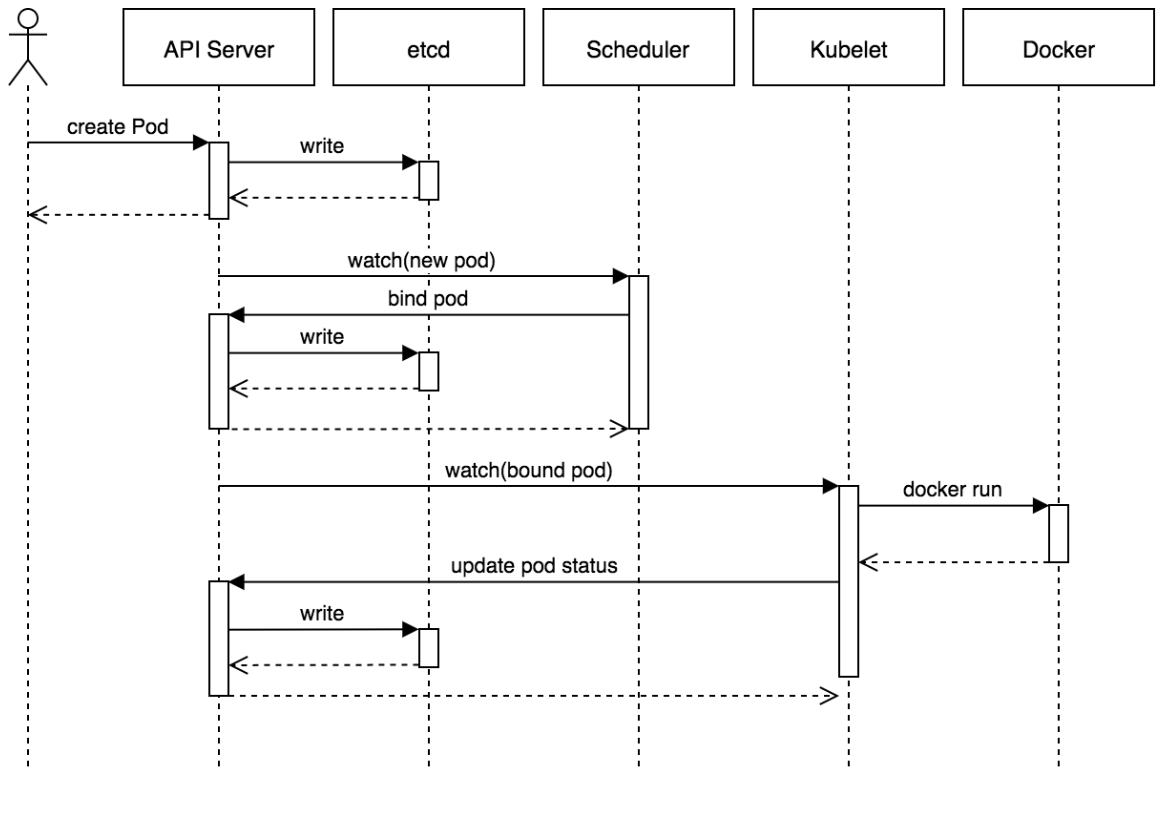 API Server
etcd
Scheduler
Kubelet
Docker
create Pod
write
watch(new pod)
bind pod
write
watch(bound pod)
docker run
update pod status
write